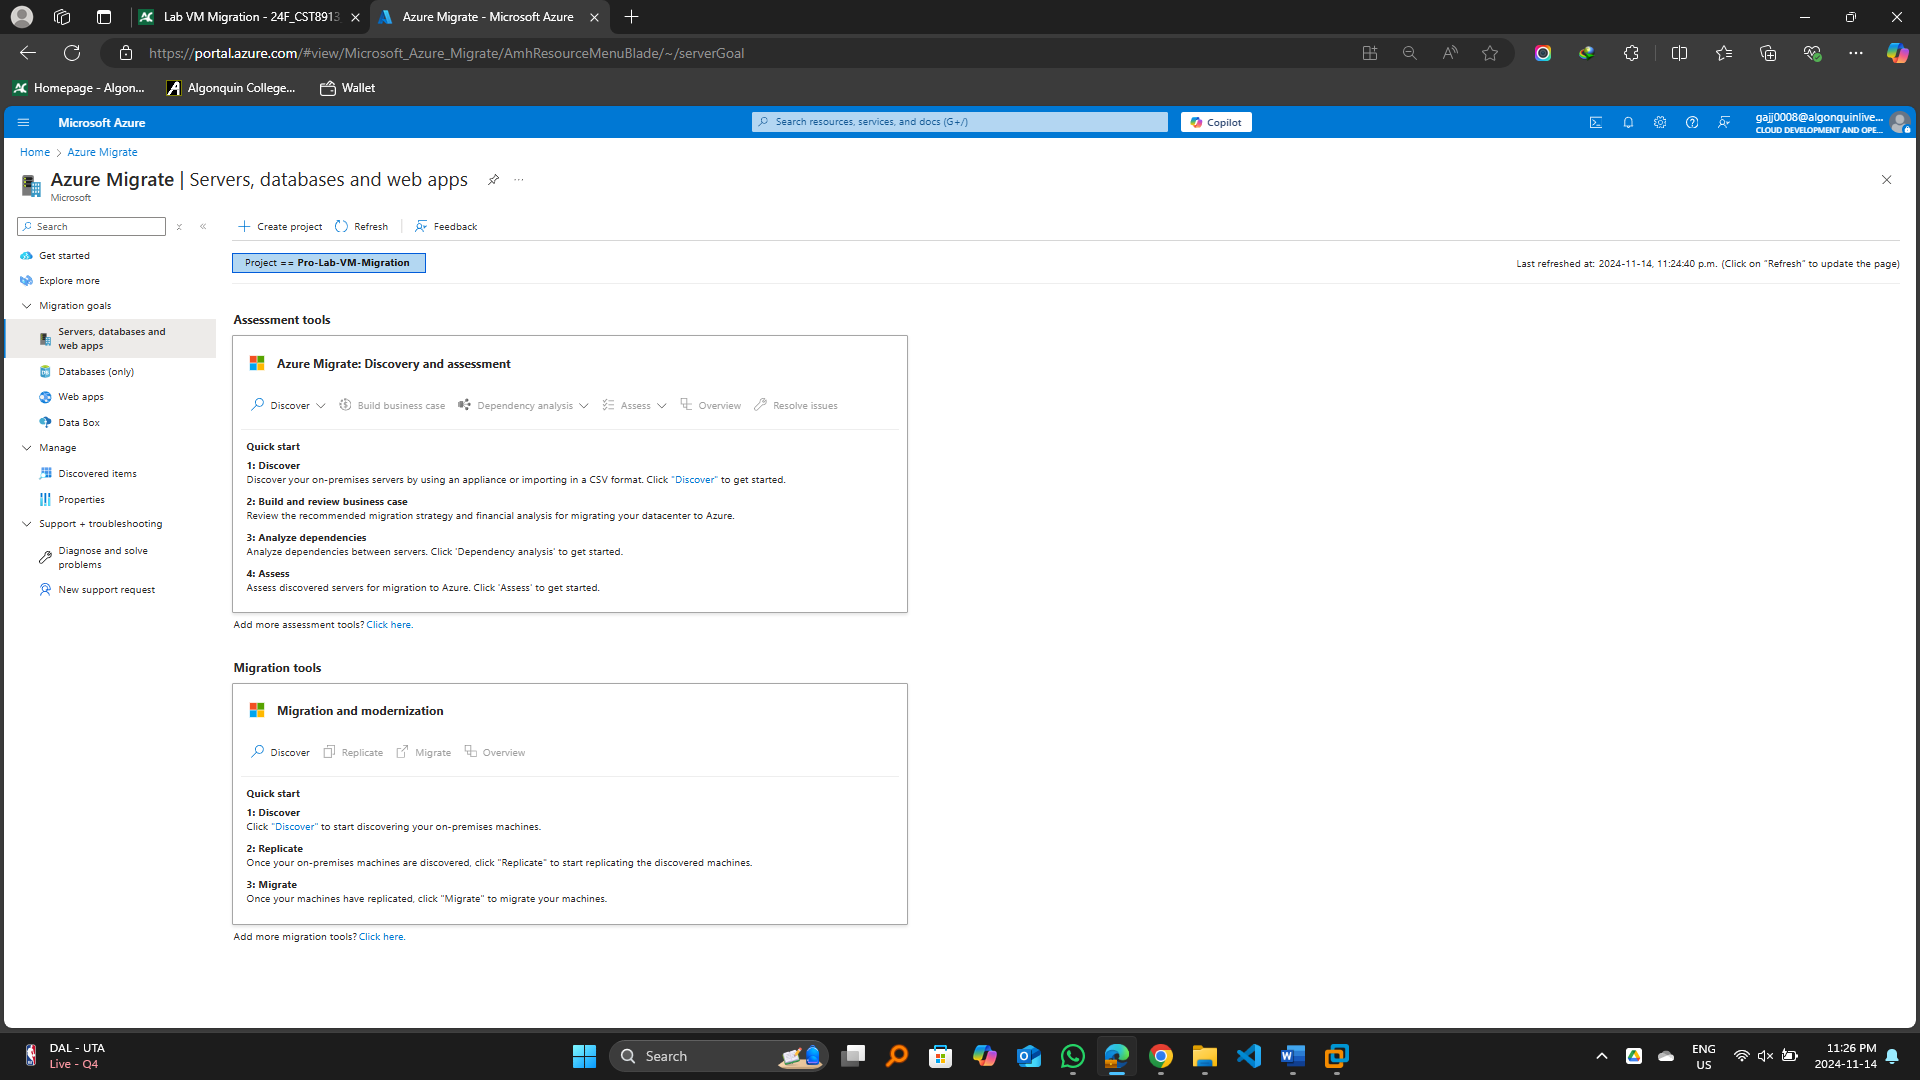 Lab VM Migration - 24F_CST8913
Azure Migrate - Microsoft Azure
https://portal.azure.com/#view/Microsoft_Azure_Migrate/AmhResourceMenuBlade/~/serverGoal
Homepage - Algon...
Algonquin College...
Wallet
Microsoft Azure
Search resources, services, and docs (G+/)
Copilot
gajj0008@algonquinlive...
CLOUD DEVELOPMENT AND OPE...
Home > Azure Migrate
Azure Migrate | Servers, databases and web apps
Microsoft
Search
Create project
Refresh
Feedback
Get started
Explore more
Migration goals
Servers, databases and
web apps
Databases (only)
Web apps
Data Box
Manage
Discovered items
Properties
Support + troubleshooting
Diagnose and solve
problems
New support request
Project == Pro-Lab-VM-Migration
Last refreshed at: 2024-11-14, 11:24:40 p.m. (Click on "Refresh" to update the page)
Assessment tools
Azure Migrate: Discovery and assessment
Discover
Build business case
Dependency analysis
Assess
Overview
Resolve issues
Quick start
1: Discover
Discover your on-premises servers by using an appliance or importing in a CSV format. Click "Discover" to get started.
2: Build and review business case
Review the recommended migration strategy and financial analysis for migrating your datacenter to Azure.
3: Analyze dependencies
Analyze dependencies between servers. Click 'Dependency analysis' to get started.
4: Assess
Assess discovered servers for migration to Azure. Click 'Assess' to get started.
Add more assessment tools? Click here.
Migration tools
Migration and modernization
Discover
Replicate
Migrate
Overview
Quick start
1: Discover
Click "Discover" to start discovering your on-premises machines.
2: Replicate
Once your on-premises machines are discovered, click "Replicate" to start replicating the discovered machines.
3: Migrate
Once your machines have replicated, click "Migrate" to migrate your machines.
Add more migration tools? Click here.
DAL - UTA
Live - Q4
Search
ENG
US
11:26 PM
2024-11-14